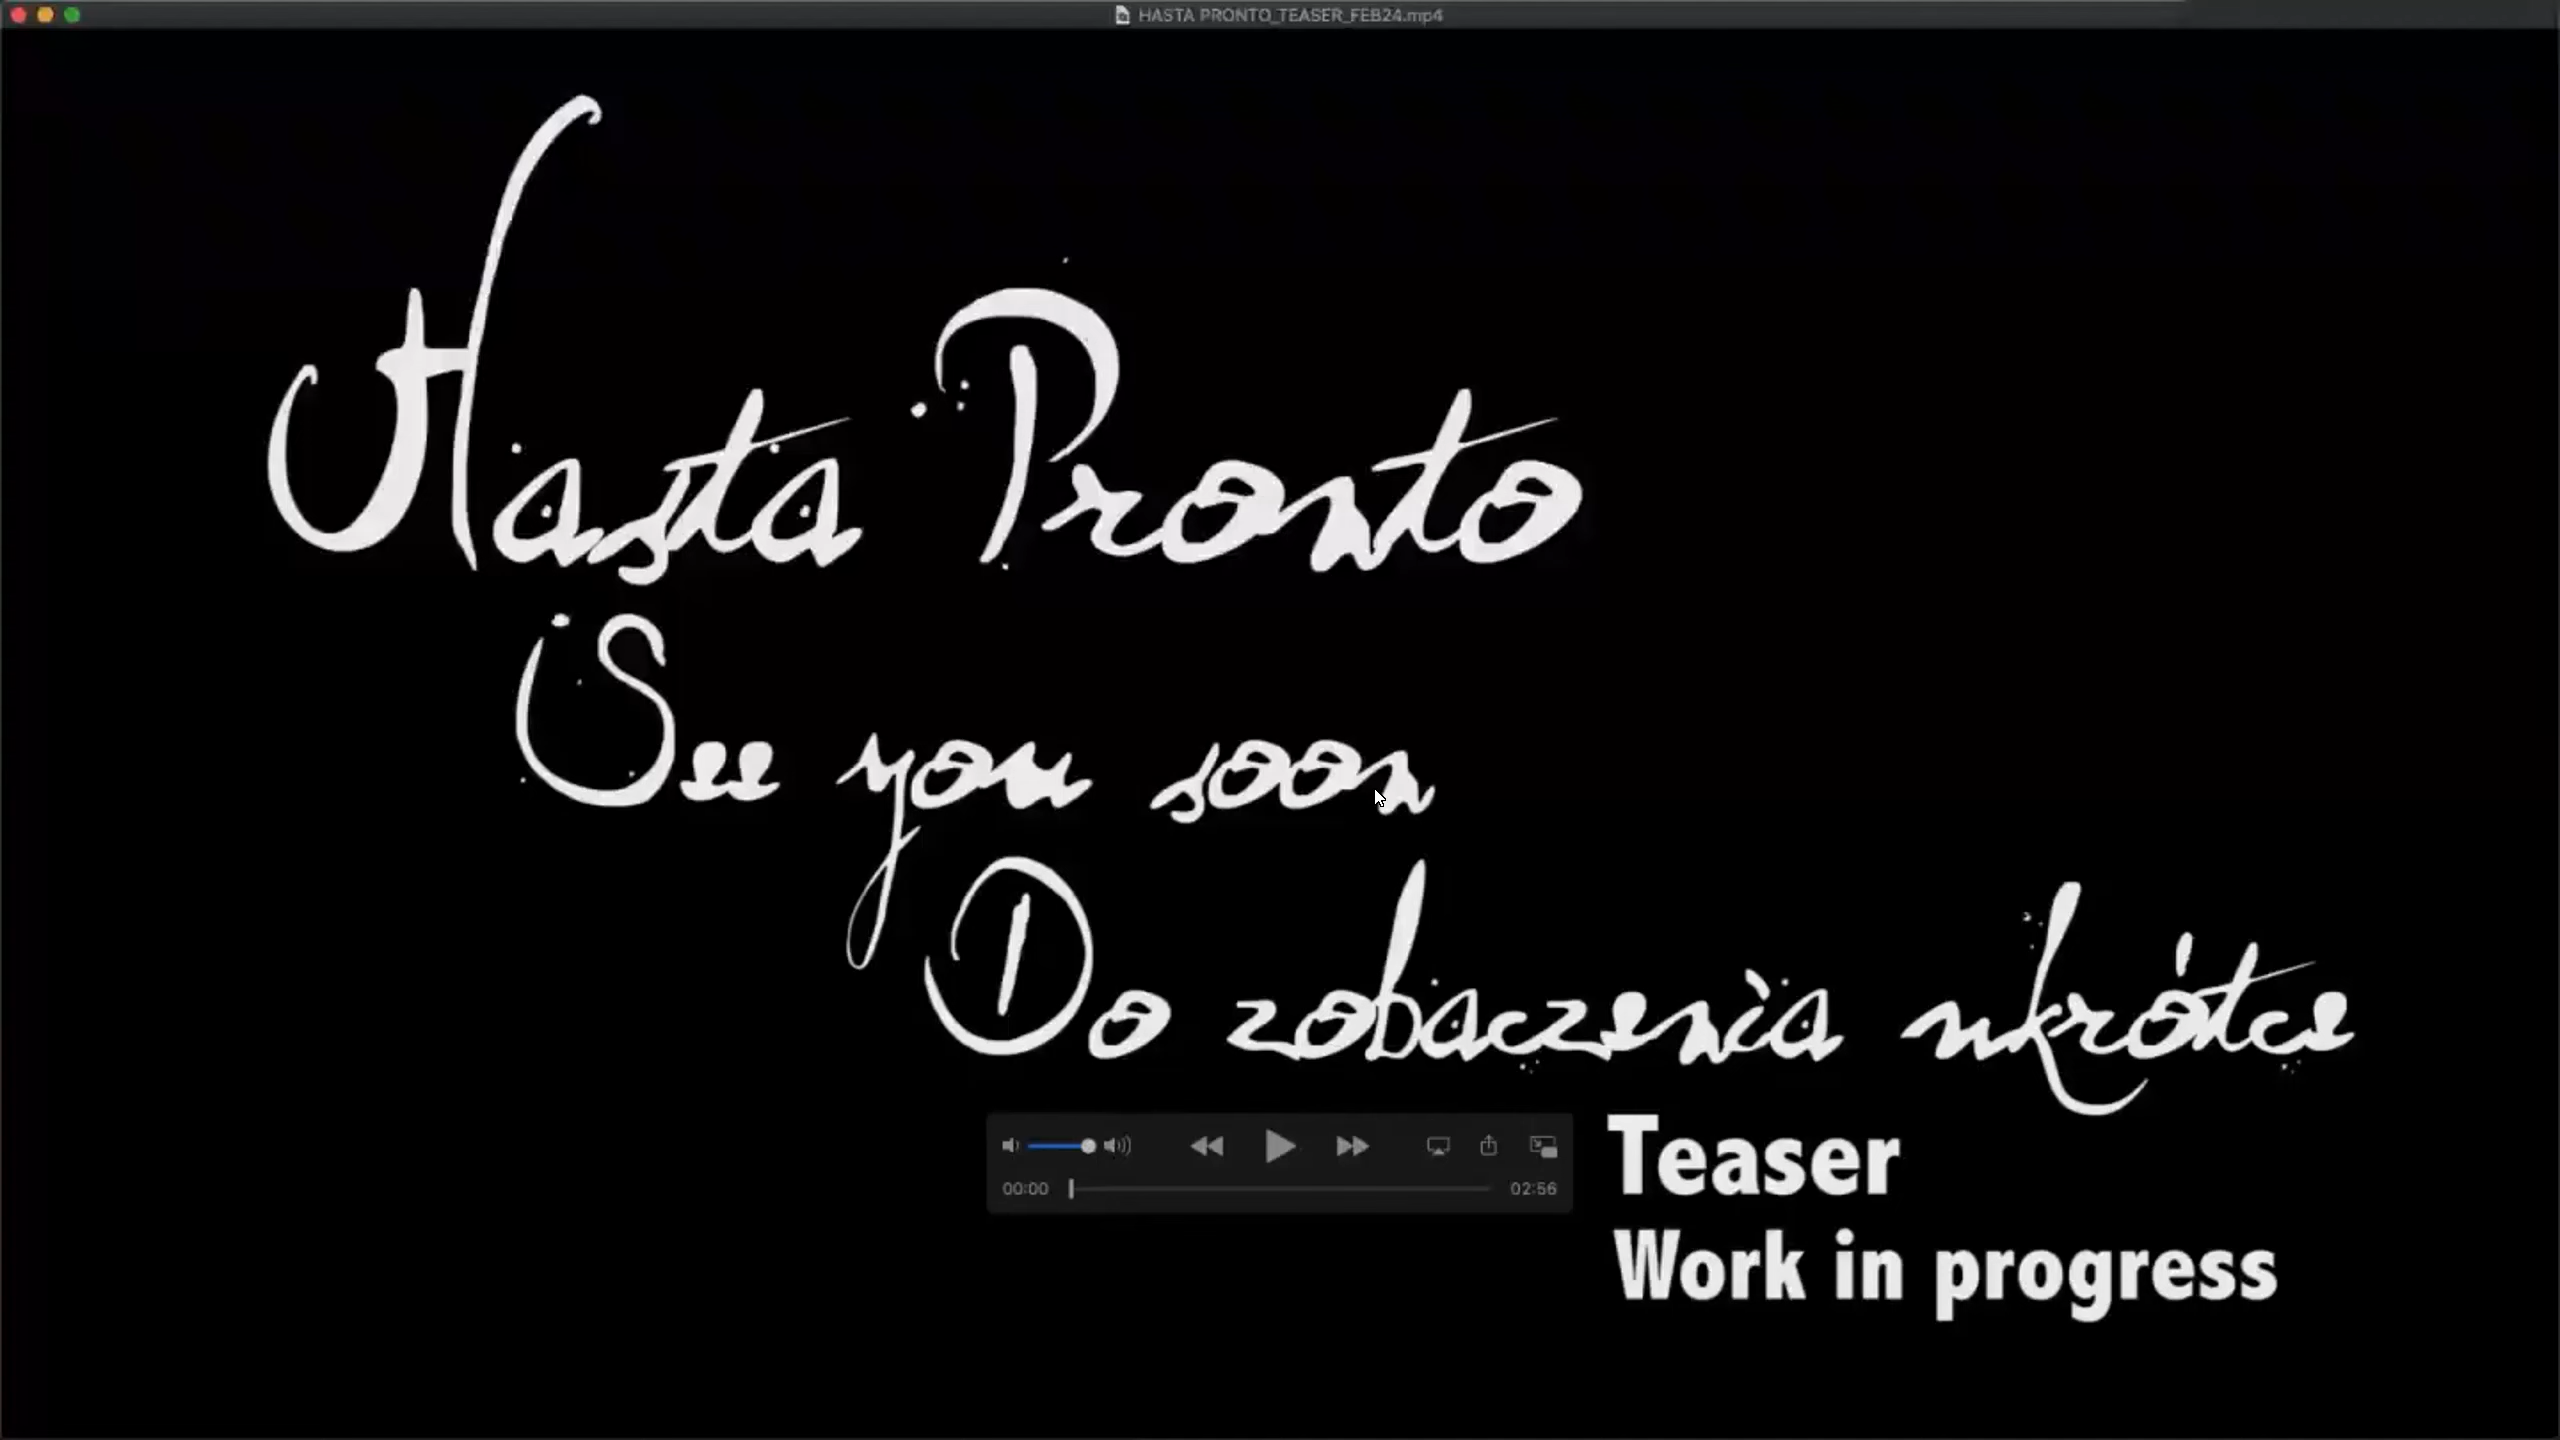 HASTA PRONTO_TEASER_FEB24.mp4
Hasta Pronto
See you soon
Do zobaczenia wkrótce
00:00 02:56
Teaser
Work in progress